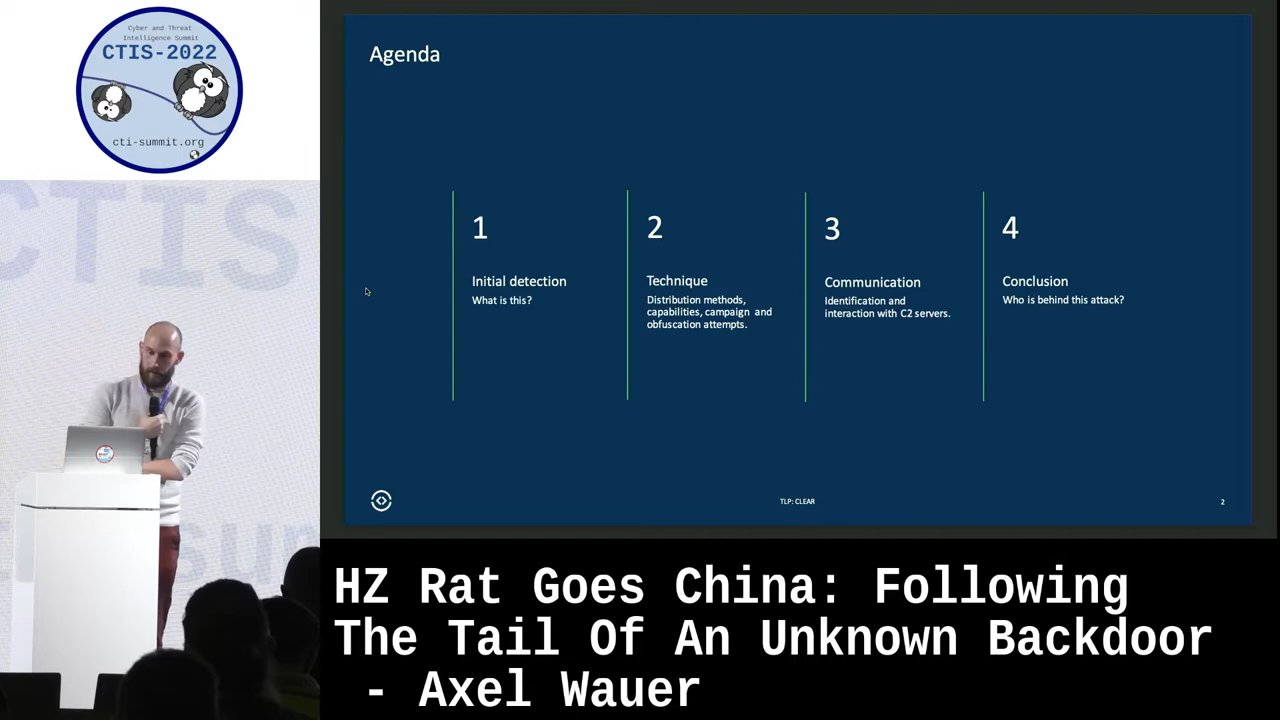 Cyber and Threat
Intelligence Summit
CTIS-2022
cti-summit.org
CTIS
sum
Agenda
1
Initial detection
What is this?
2
Technique
Distribution methods,
capabilities, campaign and
obfuscation attempts.
3
Communication
Identification and
interaction with C2 servers.
4
Conclusion
Who is behind this attack?
TLP: CLEAR
2
HZ Rat Goes China: Following
The Tail Of An Unknown Backdoor
- Axel Wauer